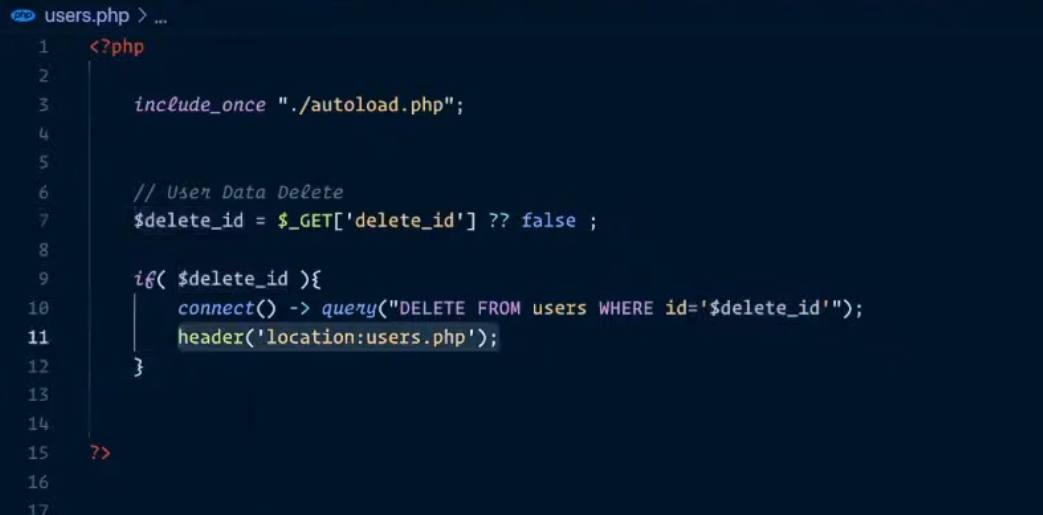 users.php > ...
1 <?php
2
3 include_once "./autoload.php";
4
5
6 // User Data Delete
7 $delete_id = $_GET['delete_id'] ?? false ;
8
9 if( $delete_id ){
10 connect() -> query("DELETE FROM users WHERE id='$delete_id'");
11 header('location:users.php');
12 }
13
14
15 ?>
16
17